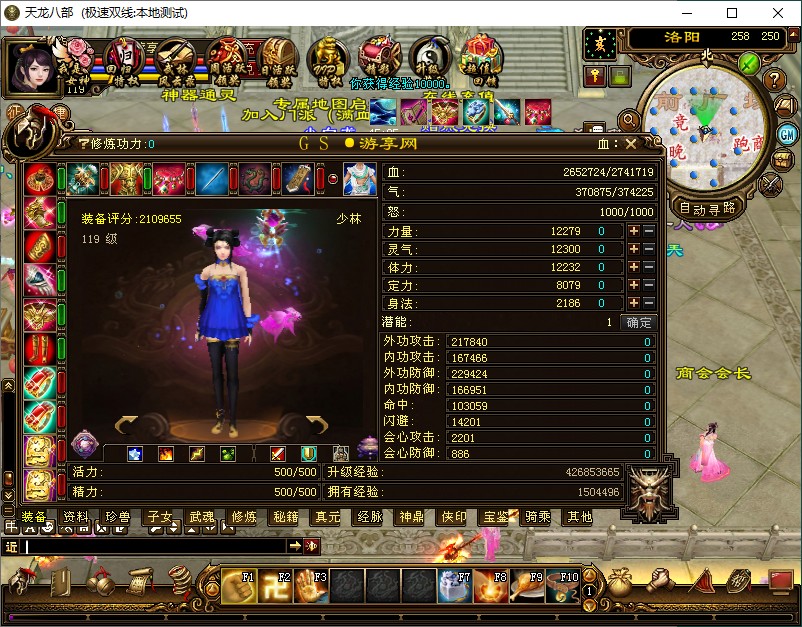 天龙八部 (极速双线:本地测试)
洛阳 258 250
北
119
你获得经验10000。
神器通灵
专属地图启
加入门派(满血
GM
自动寻路
修炼功力:0
GS●游享网
血:
装备评分:2109655
少林
119 级
血: 2652724/2741719
气: 370875/374225
怒: 1000/1000
力量: 12279 0
灵气: 12300 0
体力: 12232 0
定力: 8079 0
身法: 2186 0
潜能: 1 确定
外功攻击: 217840 0
内功攻击: 167466 0
外功防御: 229424 0
内功防御: 166951 0
命中: 103059 0
闪避: 14201 0
会心攻击: 2201 0
会心防御: 886 0
活力: 500/500 升级经验: 426853665
精力: 500/500 拥有经验: 1504496
商会会长
装备 资料 珍兽 子女 武魂 修炼 秘籍 真元 经脉 神鼎 侠印 宝鉴 骑乘 其他
近
F1 F2 F3 F7 F8 F9 F10 1